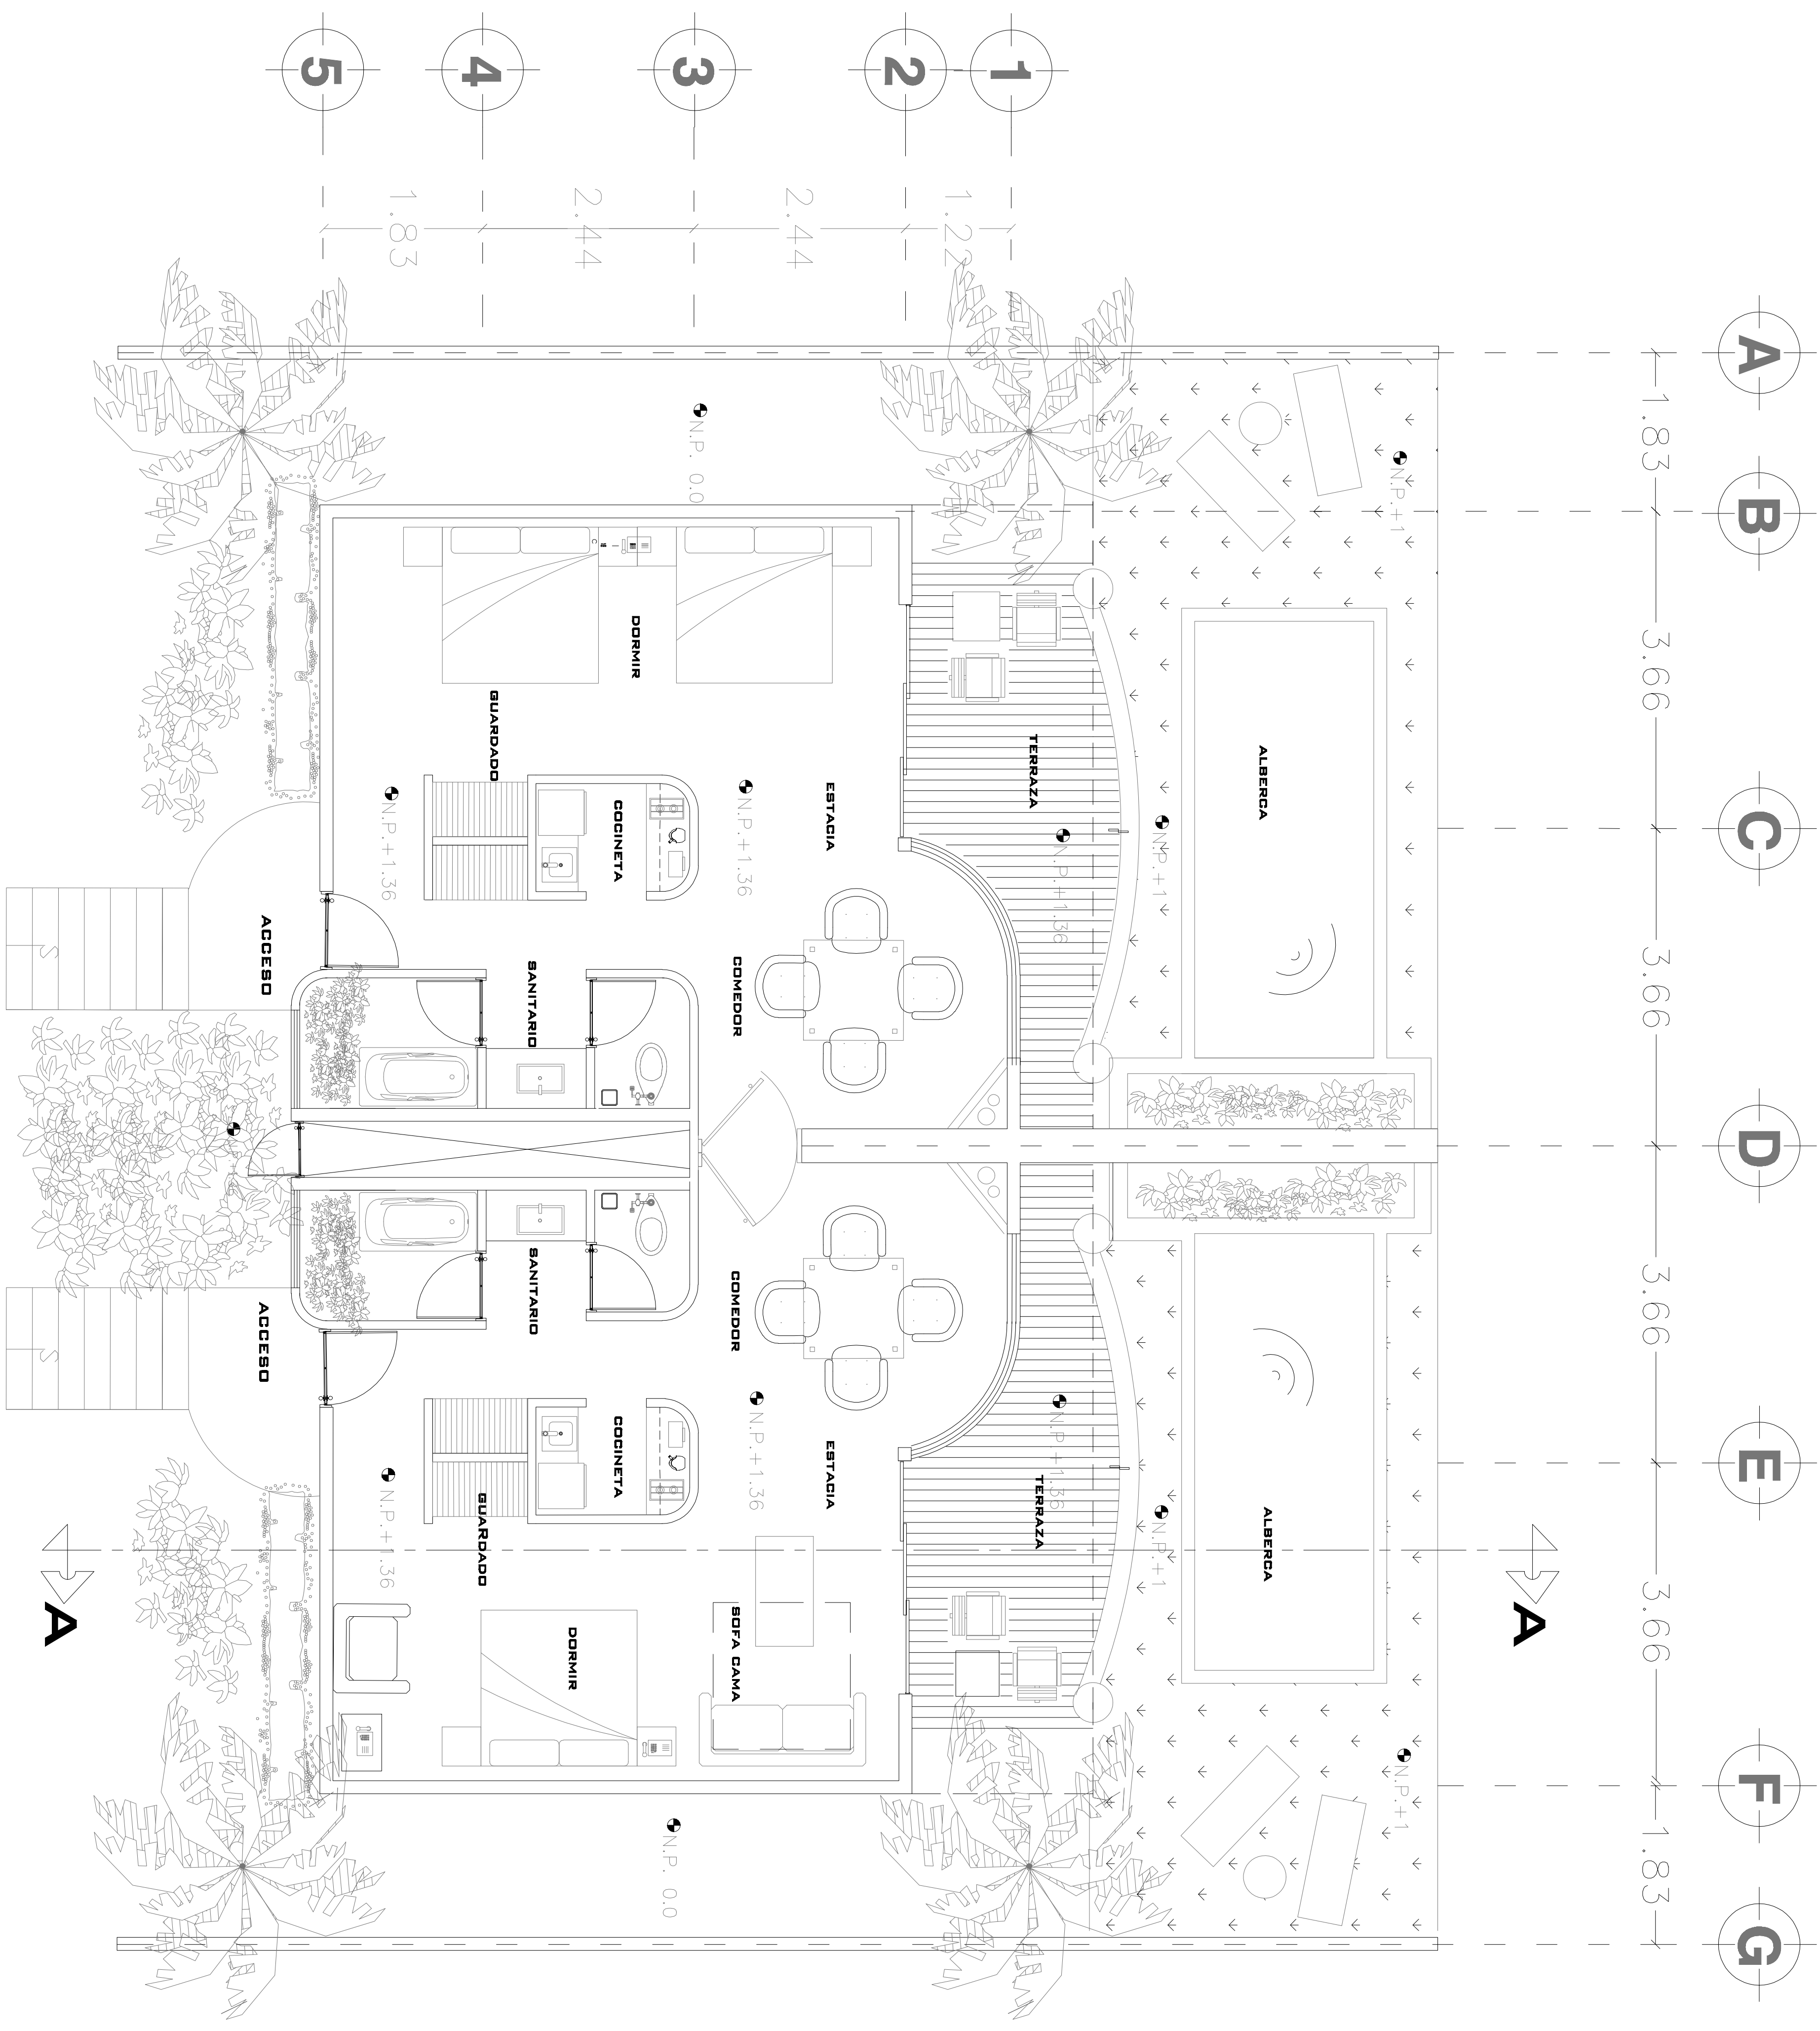 A
B
C
D
E
F
G
1.83
3.66
3.66
3.66
3.66
1.83
1
2
3
4
5
1.22
2.44
2.44
1.83
N.P.+1
N.P. 0.0
ALBERCA
TERRAZA
N.P.+1
N.P.+1.36
DORMIR
GUARDADO
ESTACIA
COCINETA
N.P.+1.36
N.P.+1.36
C
COMEDOR
SANITARIO
ACCESO
S
COMEDOR
SANITARIO
ACCESO
S
ALBERCA
TERRAZA
N.P.+1
N.P +1.36
ESTACIA
COCINETA
GUARDADO
N.P.+1.36
N.P.+1.36
SOFA CAMA
DORMIR
A
A
N.P.+1
N.P. 0.0